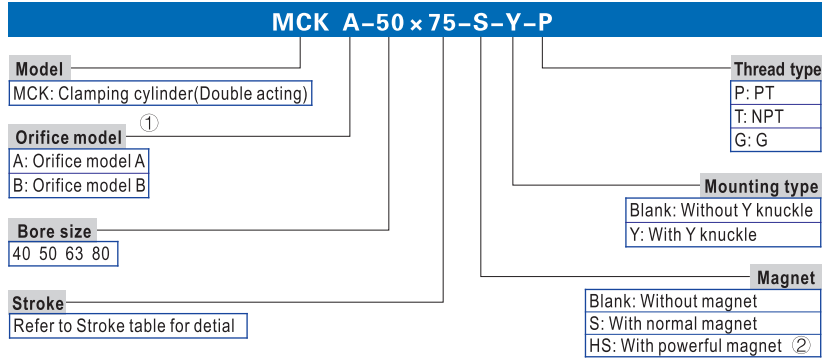 MCK A-50×75-S-Y-P
Model
MCK: Clamping cylinder(Double acting)
Orifice model ①
A: Orifice model A
B: Orifice model B
Bore size
40 50 63 80
Stroke
Refer to Stroke table for detial
Thread type
P: PT
T: NPT
G: G
Mounting type
Blank: Without Y knuckle
Y: With Y knuckle
Magnet
Blank: Without magnet
S: With normal magnet
HS: With powerful magnet ②